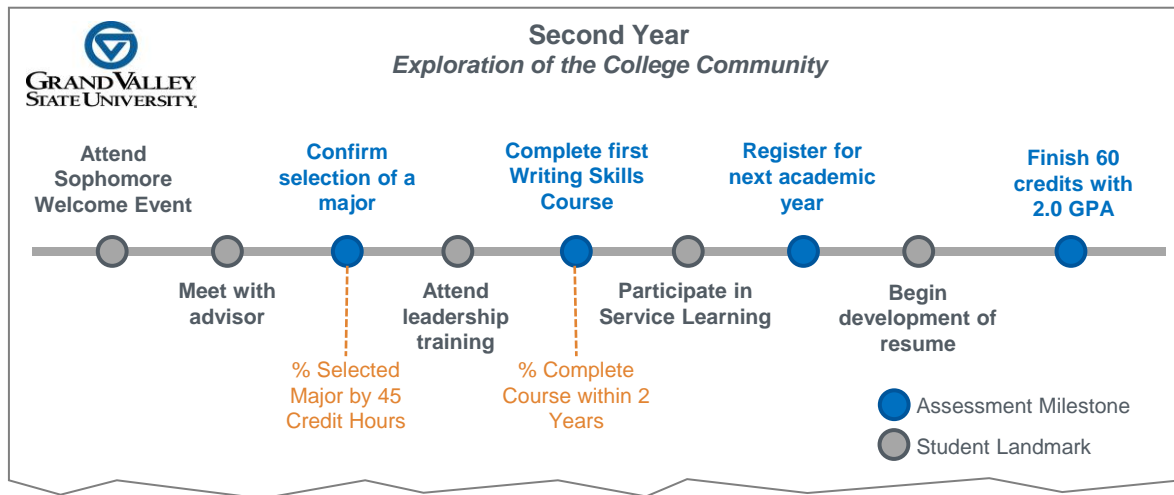 Second Year
Exploration of the College Community
GRAND VALLEY
STATE UNIVERSITY
Attend
Sophomore
Welcome Event
Meet with
advisor
Confirm
selection of a
major
% Selected
Major by 45
Credit Hours
Attend
leadership
training
Complete first
Writing Skills
Course
% Complete
Course within 2
Years
Participate in
Service Learning
Register for
next academic
year
Begin
development of
resume
Finish 60
credits with
2.0 GPA
Assessment Milestone
Student Landmark